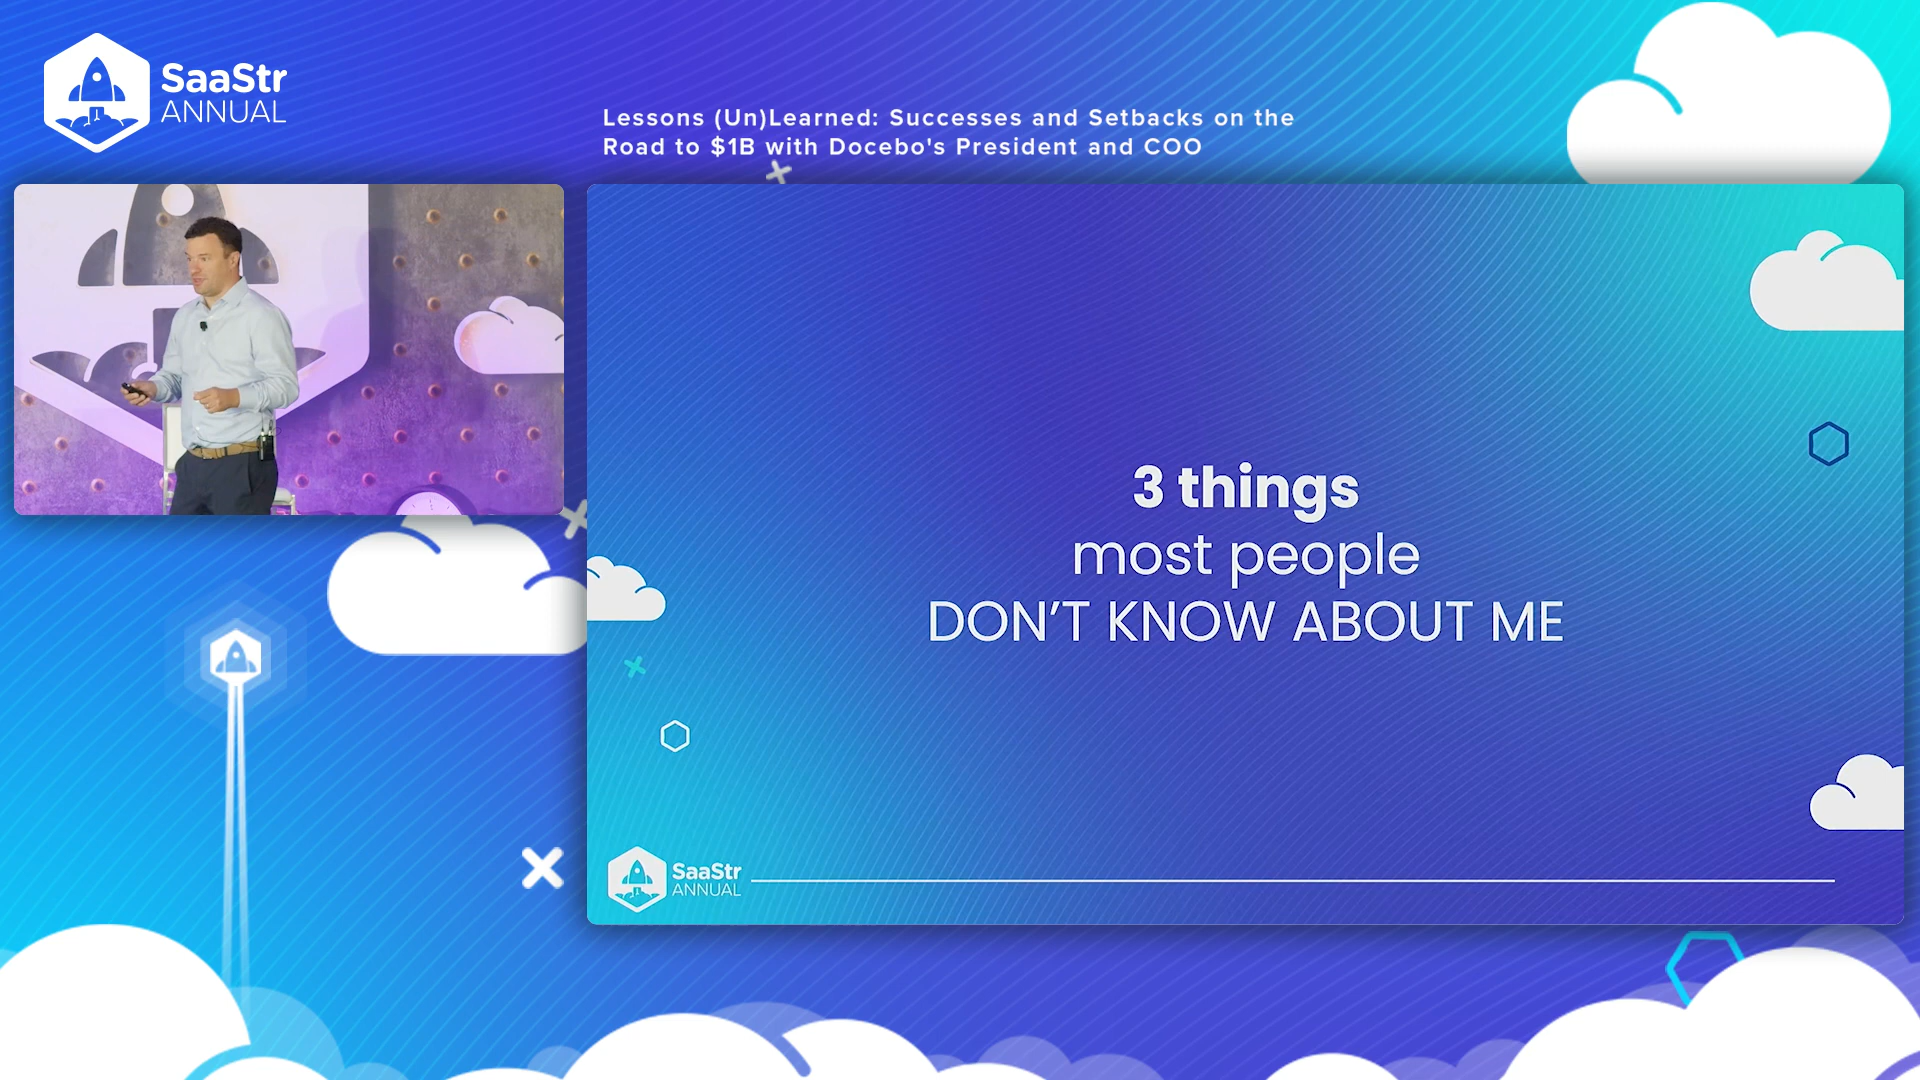 SaaStr
ANNUAL
Lessons (Un)Learned: Successes and Setbacks on the
Road to $1B with Docebo's President and COO
3 things
most people
DON’T KNOW ABOUT ME
SaaStr
ANNUAL